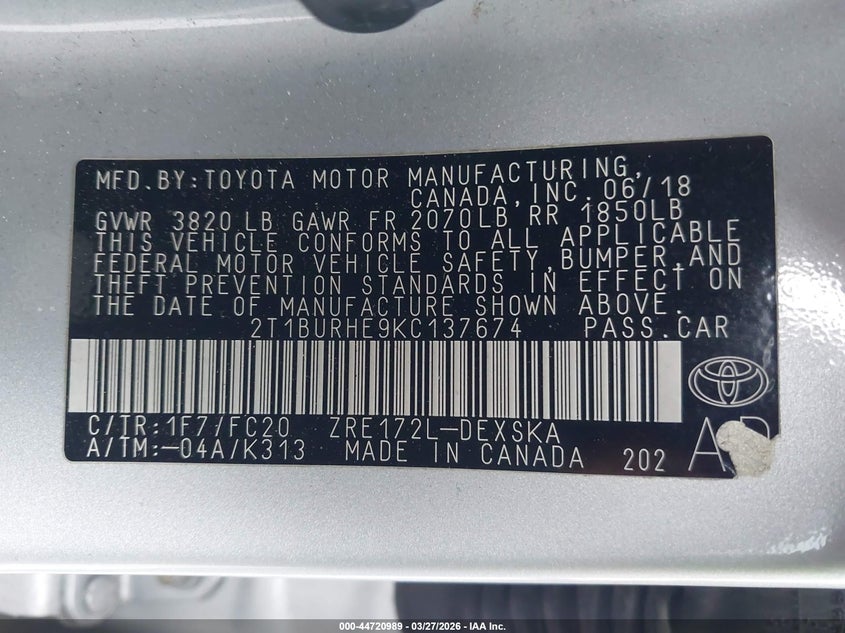 MFD.BY:TOYOTA MOTOR MANUFACTURING,
CANADA,INC. 06/18
GVWR 3820 LB GAWR FR 2070LB RR 1850LB
THIS VEHICLE CONFORMS TO ALL APPLICABLE
FEDERAL MOTOR VEHICLE SAFETY,BUMPER,AND
THEFT PREVENTION STANDARDS IN EFFECT ON
THE DATE OF MANUFACTURE SHOWN ABOVE.
2T1BURHE9KC137674 PASS.CAR
C/TR:1F7/FC20 ZRE172L-DEXSKA
A/TM:-04A/K313 MADE IN CANADA 202
000-44720989 | 03/27/2026 - IAA Inc.